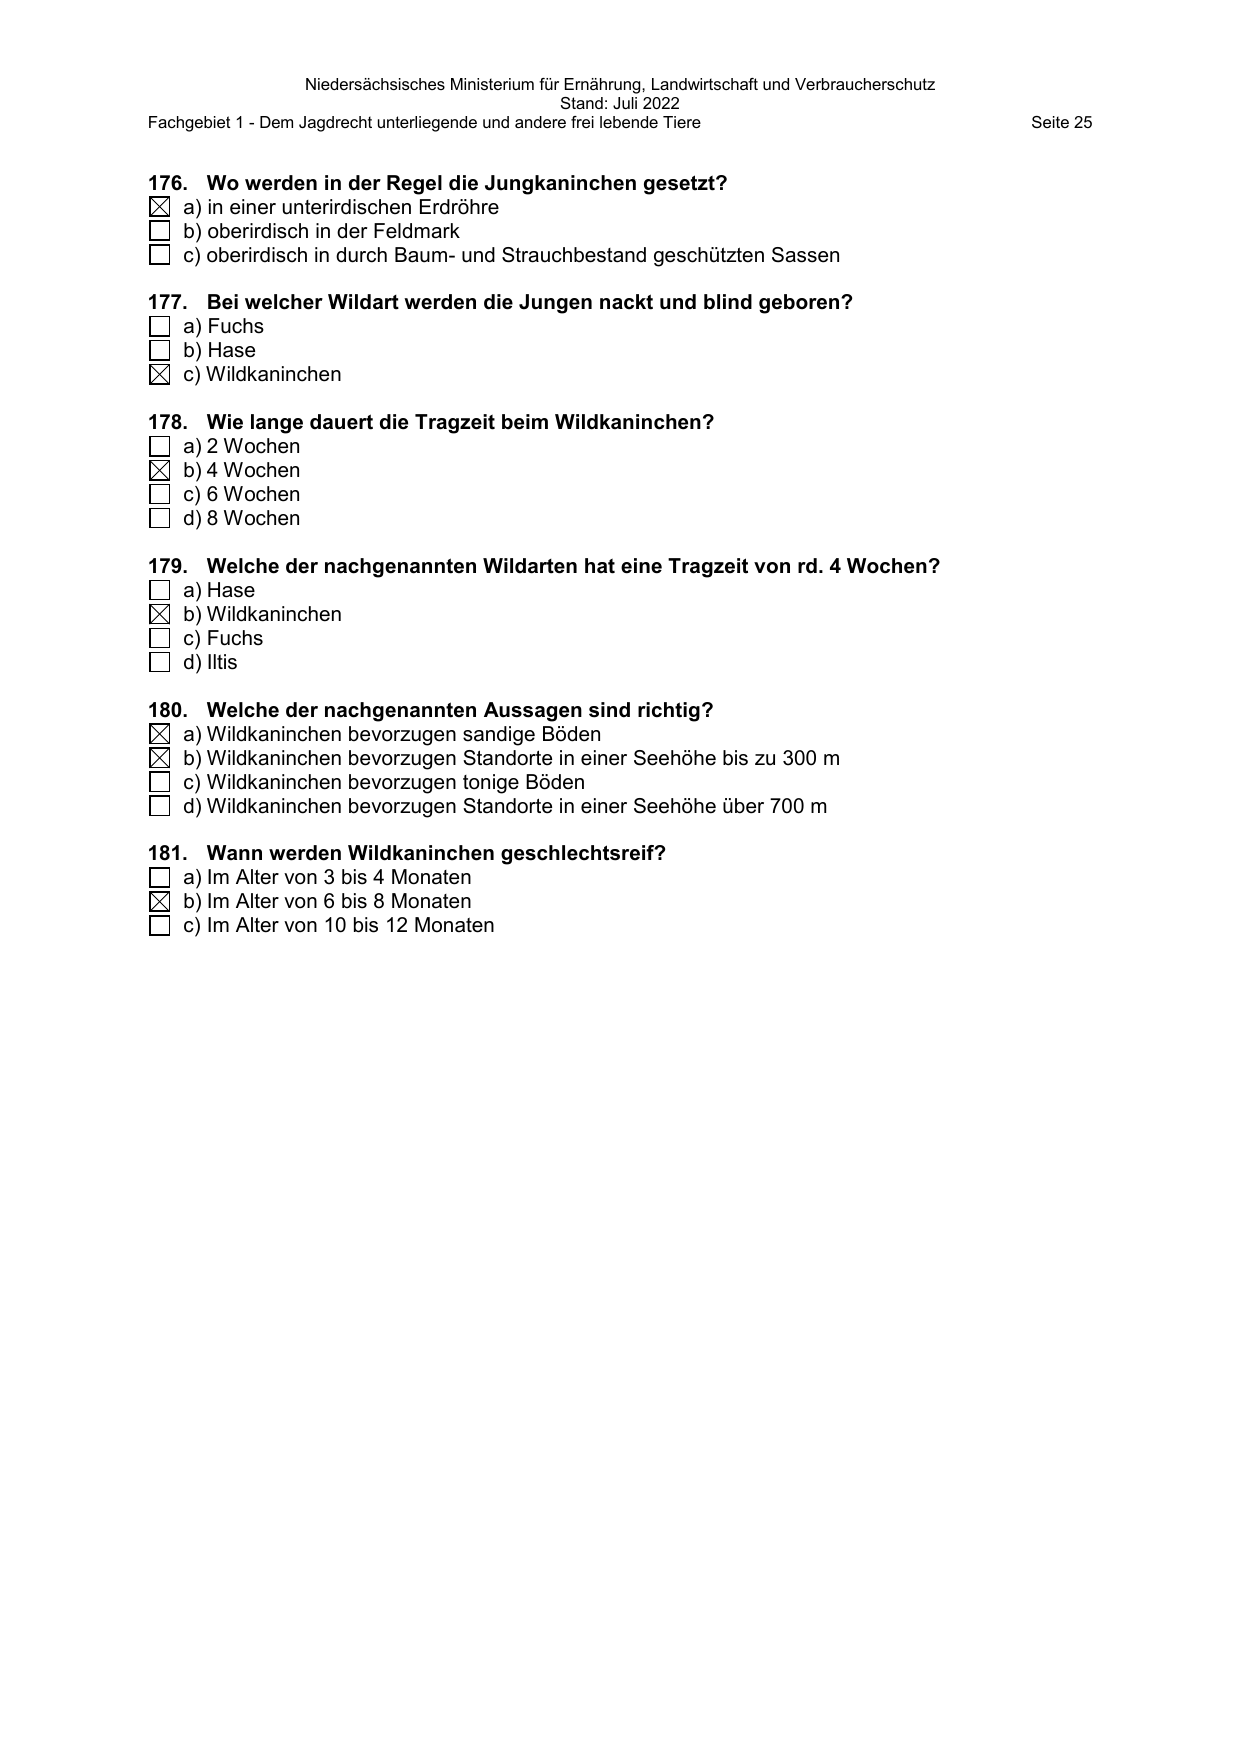 Niedersächsisches Ministerium für Ernährung, Landwirtschaft und Verbraucherschutz
Stand: Juli 2022
Fachgebiet 1 - Dem Jagdrecht unterliegende und andere frei lebende Tiere Seite 25
176. Wo werden in der Regel die Jungkaninchen gesetzt?
☒ a) in einer unterirdischen Erdröhre
☐ b) oberirdisch in der Feldmark
☐ c) oberirdisch in durch Baum- und Strauchbestand geschützten Sassen
177. Bei welcher Wildart werden die Jungen nackt und blind geboren?
☐ a) Fuchs
☐ b) Hase
☒ c) Wildkaninchen
178. Wie lange dauert die Tragzeit beim Wildkaninchen?
☐ a) 2 Wochen
☒ b) 4 Wochen
☐ c) 6 Wochen
☐ d) 8 Wochen
179. Welche der nachgenannten Wildarten hat eine Tragzeit von rd. 4 Wochen?
☐ a) Hase
☒ b) Wildkaninchen
☐ c) Fuchs
☐ d) Iltis
180. Welche der nachgenannten Aussagen sind richtig?
☒ a) Wildkaninchen bevorzugen sandige Böden
☒ b) Wildkaninchen bevorzugen Standorte in einer Seehöhe bis zu 300 m
☐ c) Wildkaninchen bevorzugen tonige Böden
☐ d) Wildkaninchen bevorzugen Standorte in einer Seehöhe über 700 m
181. Wann werden Wildkaninchen geschlechtsreif?
☐ a) Im Alter von 3 bis 4 Monaten
☒ b) Im Alter von 6 bis 8 Monaten
☐ c) Im Alter von 10 bis 12 Monaten